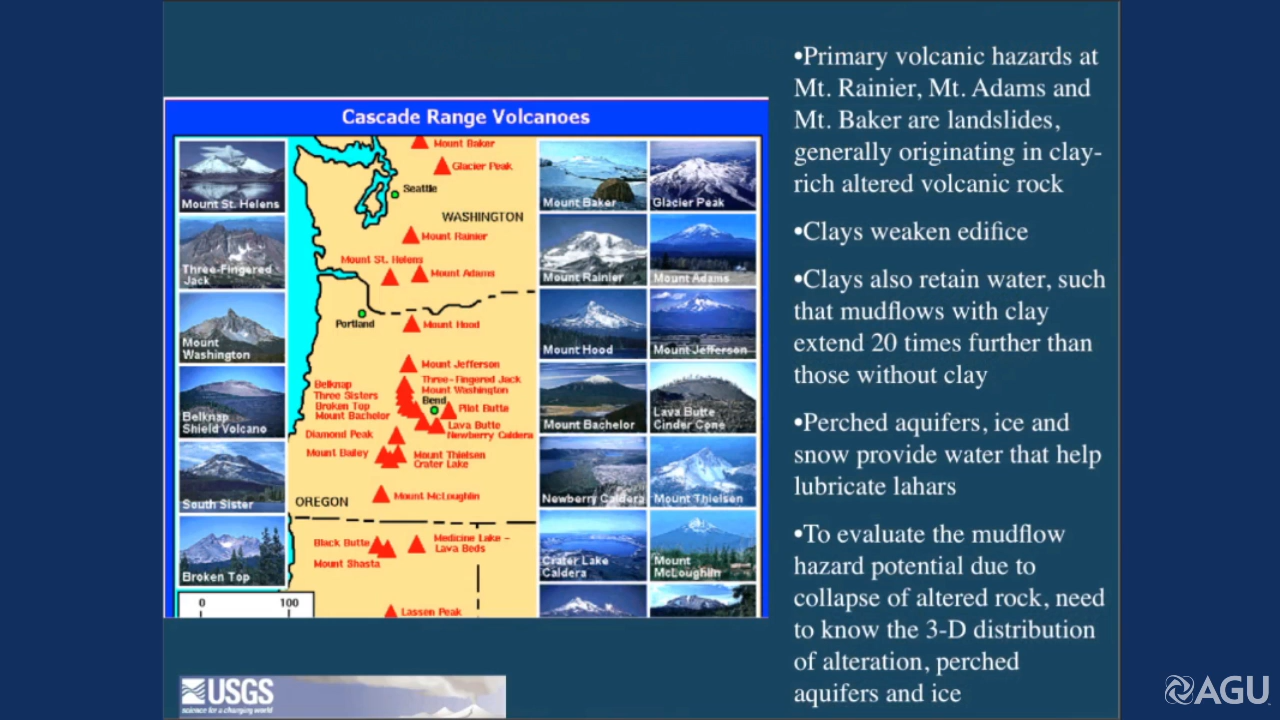 •Primary volcanic hazards at
Mt. Rainier, Mt. Adams and
Mt. Baker are landslides,
generally originating in clay-
rich altered volcanic rock
•Clays weaken edifice
•Clays also retain water, such
that mudflows with clay
extend 20 times further than
those without clay
•Perched aquifers, ice and
snow provide water that help
lubricate lahars
•To evaluate the mudflow
hazard potential due to
collapse of altered rock, need
to know the 3-D distribution
of alteration, perched
aquifers and ice
Cascade Range Volcanoes
Mount St. Helens
Three-Fingered
Jack
Mount
Washington
Belknap
Shield Volcano
South Sister
Broken Top
0 100
Mount Baker
Glacier Peak
Seattle
WASHINGTON
Mount Rainier
Mount St. Helens
Mount Adams
Portland
Mount Hood
Mount Jefferson
Three-Fingered Jack
Mount Washington
Belknap
Three Sisters
Broken Top
Mount Bachelor
Bend
Pilot Butte
Lava Butte
Newberry Caldera
Diamond Peak
Mount Bailey
Mount Thielsen
Crater Lake
Mount McLoughlin
OREGON
Black Butte
Mount Shasta
Medicine Lake -
Lava Beds
Lassen Peak
Mount Baker
Glacier Peak
Mount Rainier
Mount Adams
Mount Hood
Mount Jefferson
Mount Bachelor
Lava Butte
Cinder Cone
Newberry Caldera
Mount Thielsen
Crater Lake
Caldera
Mount
McLoughlin
USGS
science for a changing world
AGU